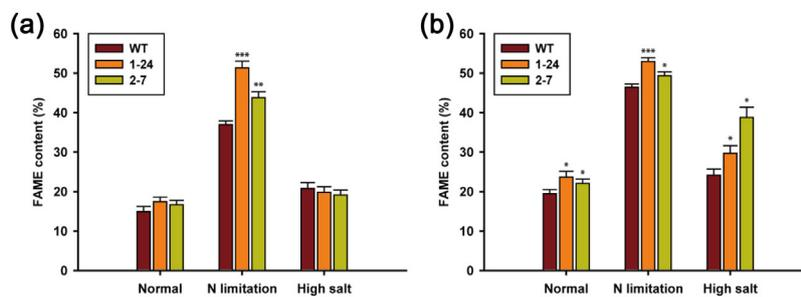 (a)
FAME content (%)
60
50
40
30
20
10
0
WT
1-24
2-7
***
**
Normal
N limitation
High salt
(b)
FAME content (%)
60
50
40
30
20
10
0
WT
1-24
2-7
*
*
***
*
*
*
Normal
N limitation
High salt